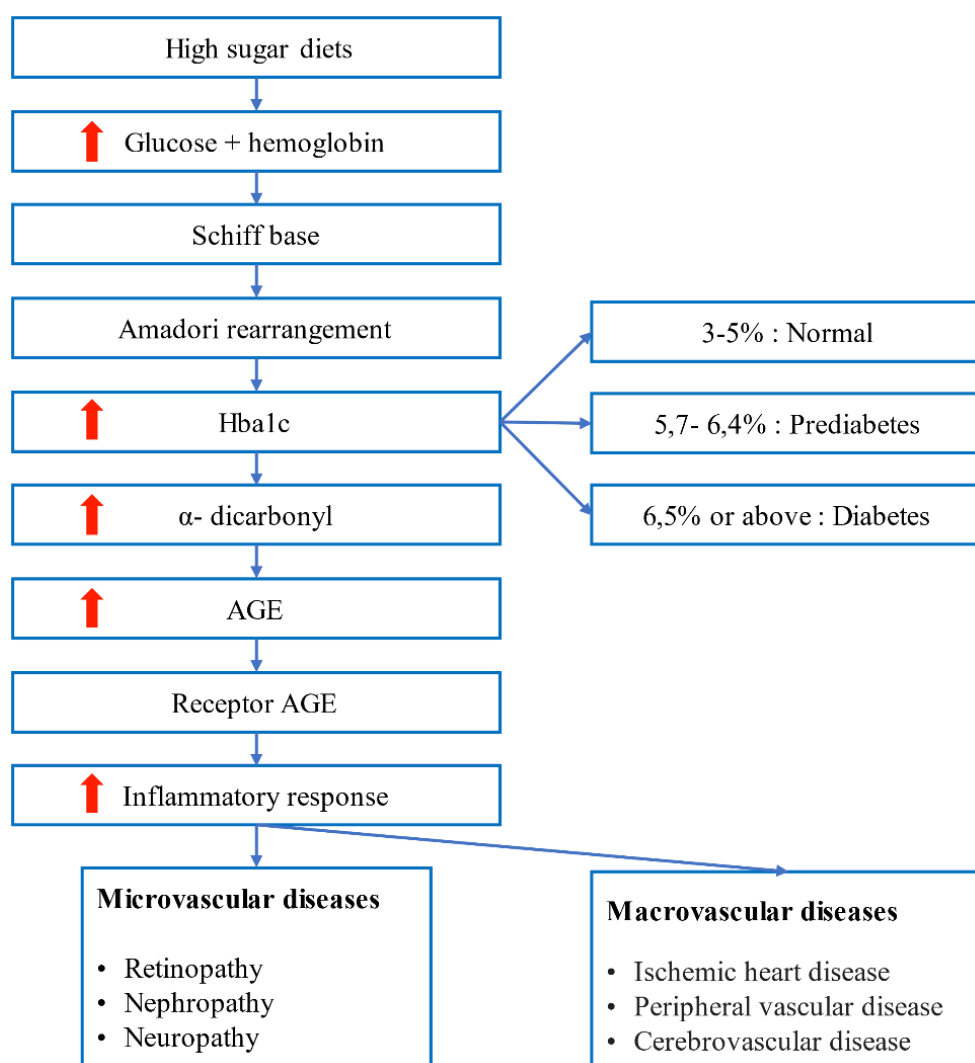 High sugar diets
Glucose + hemoglobin
Schiff base
Amadori rearrangement
Hba1c
3-5% : Normal
5,7- 6,4% : Prediabetes
6,5% or above : Diabetes
α- dicarbonyl
AGE
Receptor AGE
Inflammatory response
Microvascular diseases
• Retinopathy
• Nephropathy
• Neuropathy
Macrovascular diseases
• Ischemic heart disease
• Peripheral vascular disease
• Cerebrovascular disease